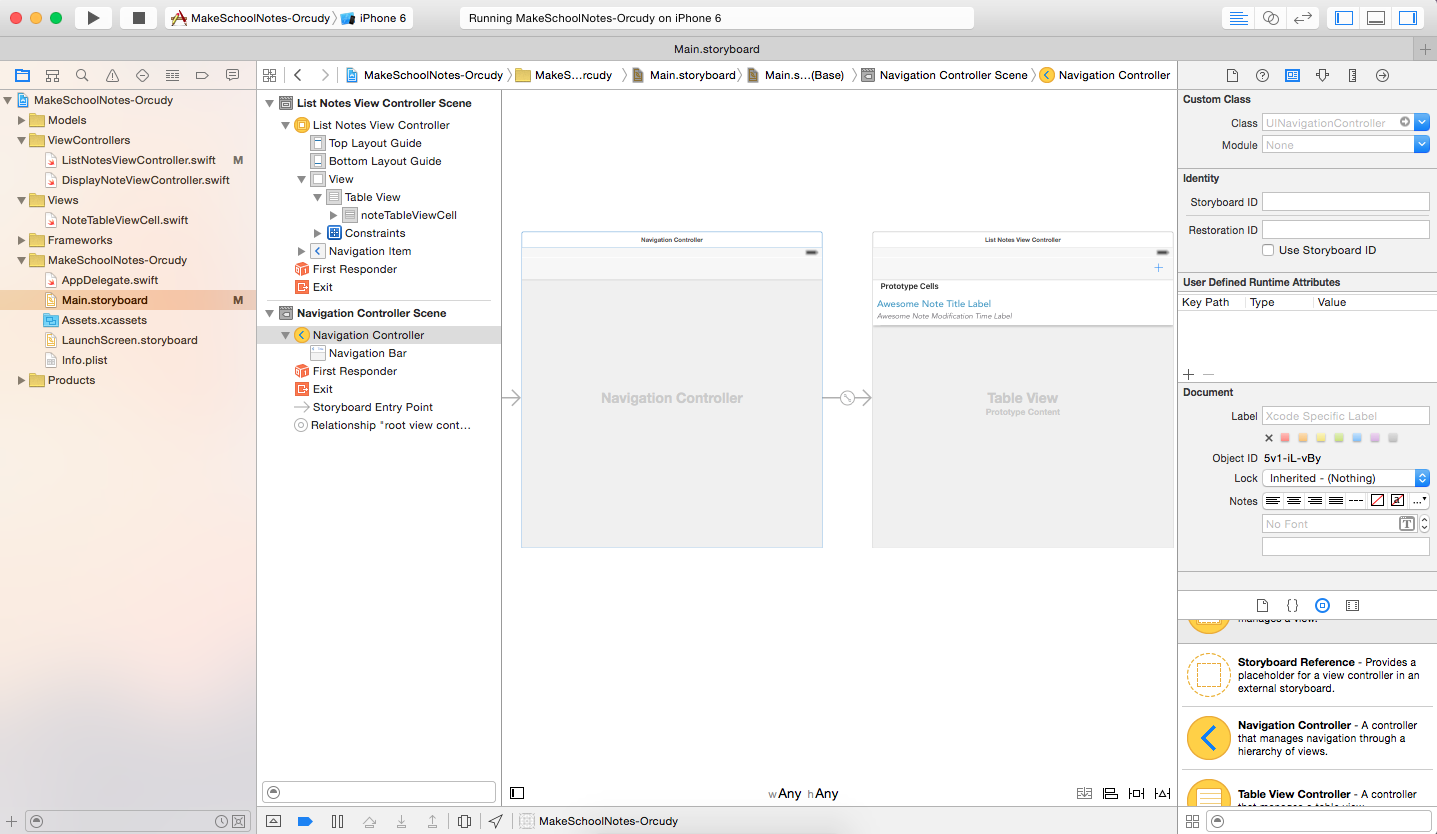 MakeSchoolNotes-Orcudy
iPhone 6
Running MakeSchoolNotes-Orcudy on iPhone 6
Main.storyboard
MakeSchoolNotes-Orcudy
MakeS...rcudy
Main.storyboard
Main.s...(Base)
Navigation Controller Scene
Navigation Controller
MakeSchoolNotes-Orcudy
Models
ViewControllers
ListNotesViewController.swift M
DisplayNoteViewController.swift
Views
NoteTableViewCell.swift
Frameworks
MakeSchoolNotes-Orcudy
AppDelegate.swift
Main.storyboard M
Assets.xcassets
LaunchScreen.storyboard
Info.plist
Products
List Notes View Controller Scene
List Notes View Controller
Top Layout Guide
Bottom Layout Guide
View
Table View
noteTableViewCell
Constraints
Navigation Item
First Responder
Exit
Navigation Controller Scene
Navigation Controller
Navigation Bar
First Responder
Exit
Storyboard Entry Point
Relationship "root view cont...
Navigation Controller
Navigation Controller
List Notes View Controller
Prototype Cells
Awesome Note Title Label
Awesome Note Modification Time Label
Table View
Prototype Content
wAny hAny
MakeSchoolNotes-Orcudy
Custom Class
Class UINavigationController
Module None
Identity
Storyboard ID
Restoration ID
Use Storyboard ID
User Defined Runtime Attributes
Key Path Type Value
Document
Label Xcode Specific Label
Object ID 5v1-iL-vBy
Lock Inherited - (Nothing)
Notes
No Font T
manages a view.
Storyboard Reference - Provides a
placeholder for a view controller in an
external storyboard.
Navigation Controller - A controller
that manages navigation through a
hierarchy of views.
Table View Controller - A controller
that manages a table view.